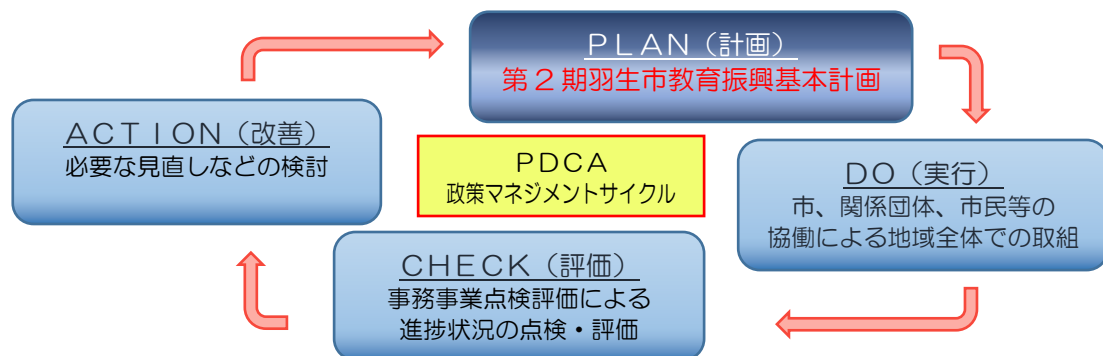 ＰＬＡＮ（計画）
第２期羽生市教育振興基本計画
ＡＣＴＩＯＮ（改善）
必要な見直しなどの検討
ＰＤＣＡ
政策マネジメントサイクル
ＤＯ（実行）
市、関係団体、市民等の
協働による地域全体での取組
ＣＨＥＣＫ（評価）
事務事業点検評価による
進捗状況の点検・評価